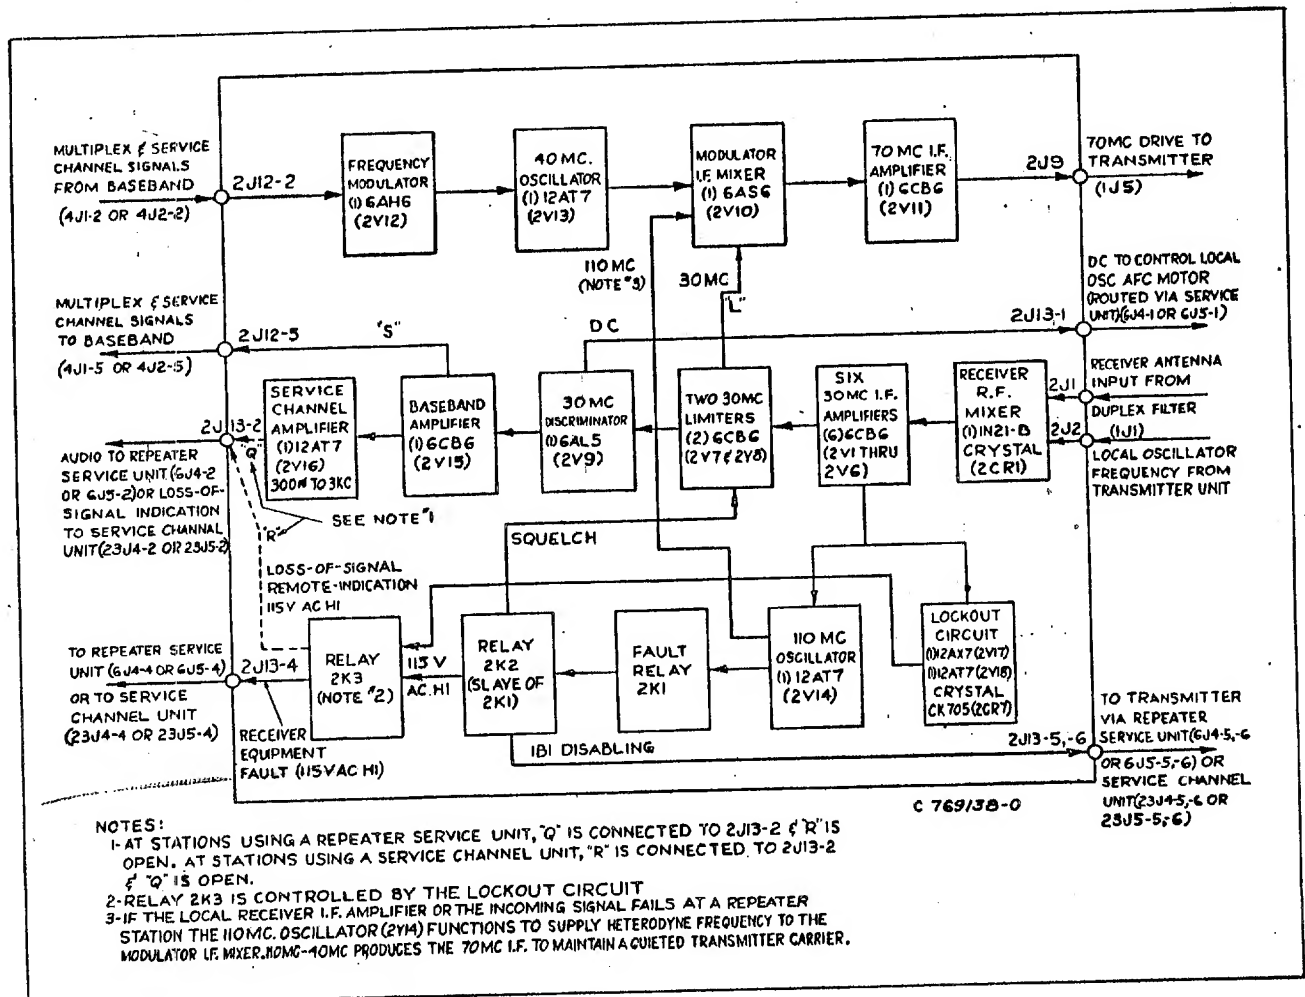 MULTIPLEX & SERVICE
CHANNEL SIGNALS
FROM BASEBAND
(4J1-2 OR 4J2-2)
2J12-2
FREQUENCY
MODULATOR
(1) 6AH6
(2V12)
40 MC.
OSCILLATOR
(1) 12AT7
(2V13)
MODULATOR
I.F. MIXER
(1) 6AS6
(2V10)
70 MC I.F.
AMPLIFIER
(1) 6CB6
(2V11)
2J9
70MC DRIVE TO
TRANSMITTER
(1J5)
110 MC
(NOTE #3)
30 MC
"L"
DC TO CONTROL LOCAL
OSC AFC MOTOR
(ROUTED VIA SERVICE
UNIT)(6J4-1 OR 6J5-1)
MULTIPLEX & SERVICE
CHANNEL SIGNALS
TO BASEBAND
(4J1-5 OR 4J2-5)
2J12-5
"S"
DC
2J13-1
SERVICE
CHANNEL
AMPLIFIER
(1) 12AT7
(2V16)
300~ TO 3KC
BASEBAND
AMPLIFIER
(1) 6CB6
(2V15)
30 MC
DISCRIMINATOR
(1) 6AL5
(2V9)
TWO 30MC
LIMITERS
(2) 6CB6
(2V7 & 2V8)
SIX
30 MC I.F.
AMPLIFIERS
(6) 6CB6
(2V1 THRU
2V6)
RECEIVER
R.F.
MIXER
(1) 1N21-B
CRYSTAL
(2CR1)
2J1
2J2
RECEIVER ANTENNA
INPUT FROM
DUPLEX FILTER
(1J1)
LOCAL OSCILLATOR
FREQUENCY FROM
TRANSMITTER UNIT
2J13-2
"Q"
AUDIO TO REPEATER
SERVICE UNIT (6J4-2
OR 6J5-2) OR LOSS-OF-
SIGNAL INDICATION
TO SERVICE CHANNEL
UNIT (23J4-2 OR 23J5-2)
"R"
SEE NOTE #1
SQUELCH
LOSS-OF-SIGNAL
REMOTE-INDICATION
115V AC HI
TO REPEATER SERVICE
UNIT (6J4-4 OR 6J5-4)
OR TO SERVICE
CHANNEL UNIT
(23J4-4 OR 23J5-4)
2J13-4
RELAY
2K3
(NOTE #2)
115 V
AC. HI
RELAY
2K2
(SLAVE OF
2K1)
FAULT
RELAY
2K1
110 MC
OSCILLATOR
(1) 12AT7
(2V14)
LOCKOUT
CIRCUIT
(1)12AX7(2V17)
(1)12AT7(2V18)
CRYSTAL
CK705(2CR7)
RECEIVER
EQUIPMENT
FAULT (115VAC HI)
1B1 DISABLING
2J13-5,-6
TO TRANSMITTER
VIA REPEATER
SERVICE UNIT (6J4-5,-6
OR 6J5-5,-6) OR
SERVICE CHANNEL
UNIT (23J4-5,-6 OR
23J5-5,-6)
C 769138-0
NOTES:
1-AT STATIONS USING A REPEATER SERVICE UNIT, "Q" IS CONNECTED TO 2J13-2 & "R" IS
OPEN. AT STATIONS USING A SERVICE CHANNEL UNIT, "R" IS CONNECTED TO 2J13-2
& "Q" IS OPEN.
2-RELAY 2K3 IS CONTROLLED BY THE LOCKOUT CIRCUIT
3-IF THE LOCAL RECEIVER I.F. AMPLIFIER OR THE INCOMING SIGNAL FAILS AT A REPEATER
STATION THE 110MC. OSCILLATOR (2V14) FUNCTIONS TO SUPPLY HETERODYNE FREQUENCY TO THE
MODULATOR I.F. MIXER. 110MC-40MC PRODUCES THE 70MC I.F. TO MAINTAIN A QUIETED TRANSMITTER CARRIER.